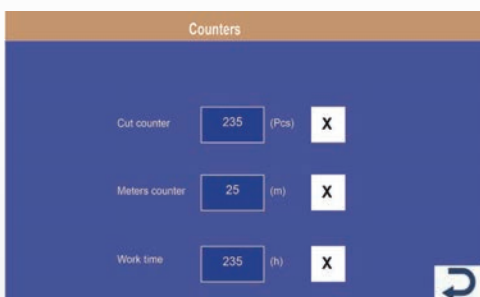 Counters
Cut counter 235 (Pcs) X
Meters counter 25 (m) X
Work time 235 (h) X